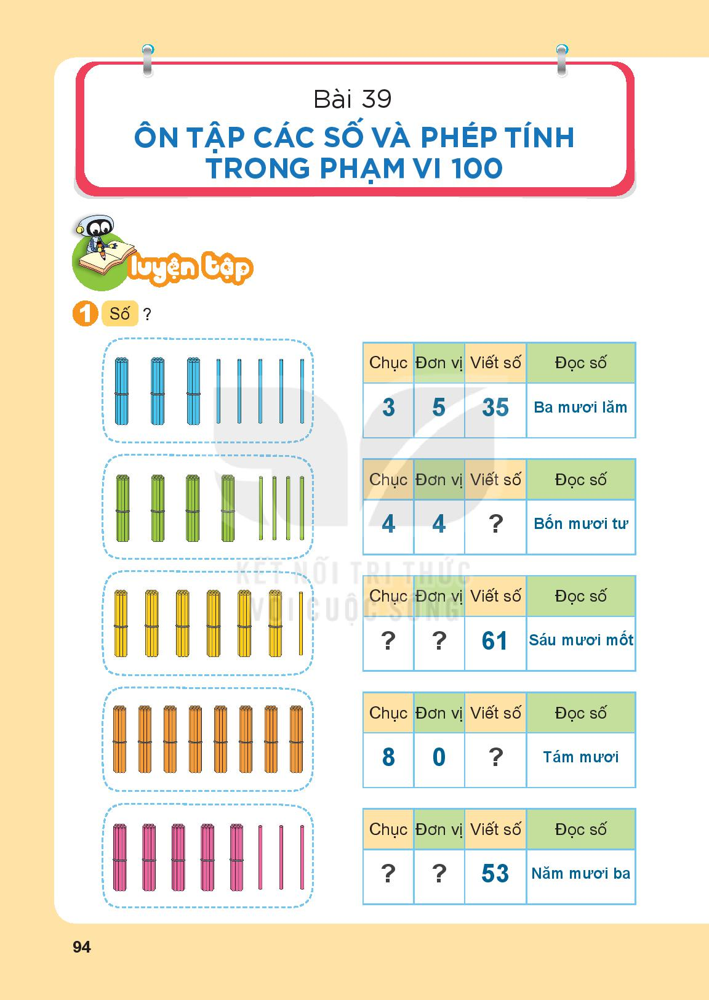 Bài 39
ÔN TẬP CÁC SỐ VÀ PHÉP TÍNH
TRONG PHẠM VI 100
luyện tập
1 Số ?
Chục Đơn vị Viết số Đọc số
3 5 35 Ba mươi lăm
Chục Đơn vị Viết số Đọc số
4 4 ? Bốn mươi tư
KẾT NỐI TRI THỨC
VỚI CUỘC SỐNG
Chục Đơn vị Viết số Đọc số
? ? 61 Sáu mươi mốt
Chục Đơn vị Viết số Đọc số
8 0 ? Tám mươi
Chục Đơn vị Viết số Đọc số
? ? 53 Năm mươi ba
94